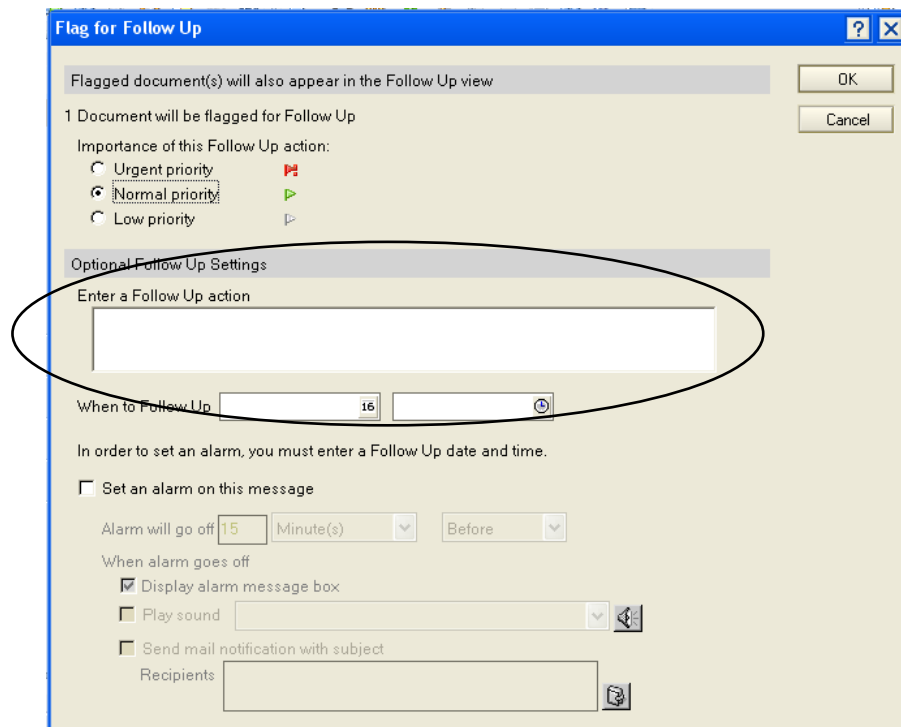 Flag for Follow Up
Flagged document(s) will also appear in the Follow Up view
OK
1 Document will be flagged for Follow Up
Cancel
Importance of this Follow Up action:
Urgent priority
Normal priority
Low priority
Optional Follow Up Settings
Enter a Follow Up action
When to Follow Up 16
In order to set an alarm, you must enter a Follow Up date and time.
Set an alarm on this message
Alarm will go off 15 Minute(s) Before
When alarm goes off
Display alarm message box
Play sound
Send mail notification with subject
Recipients